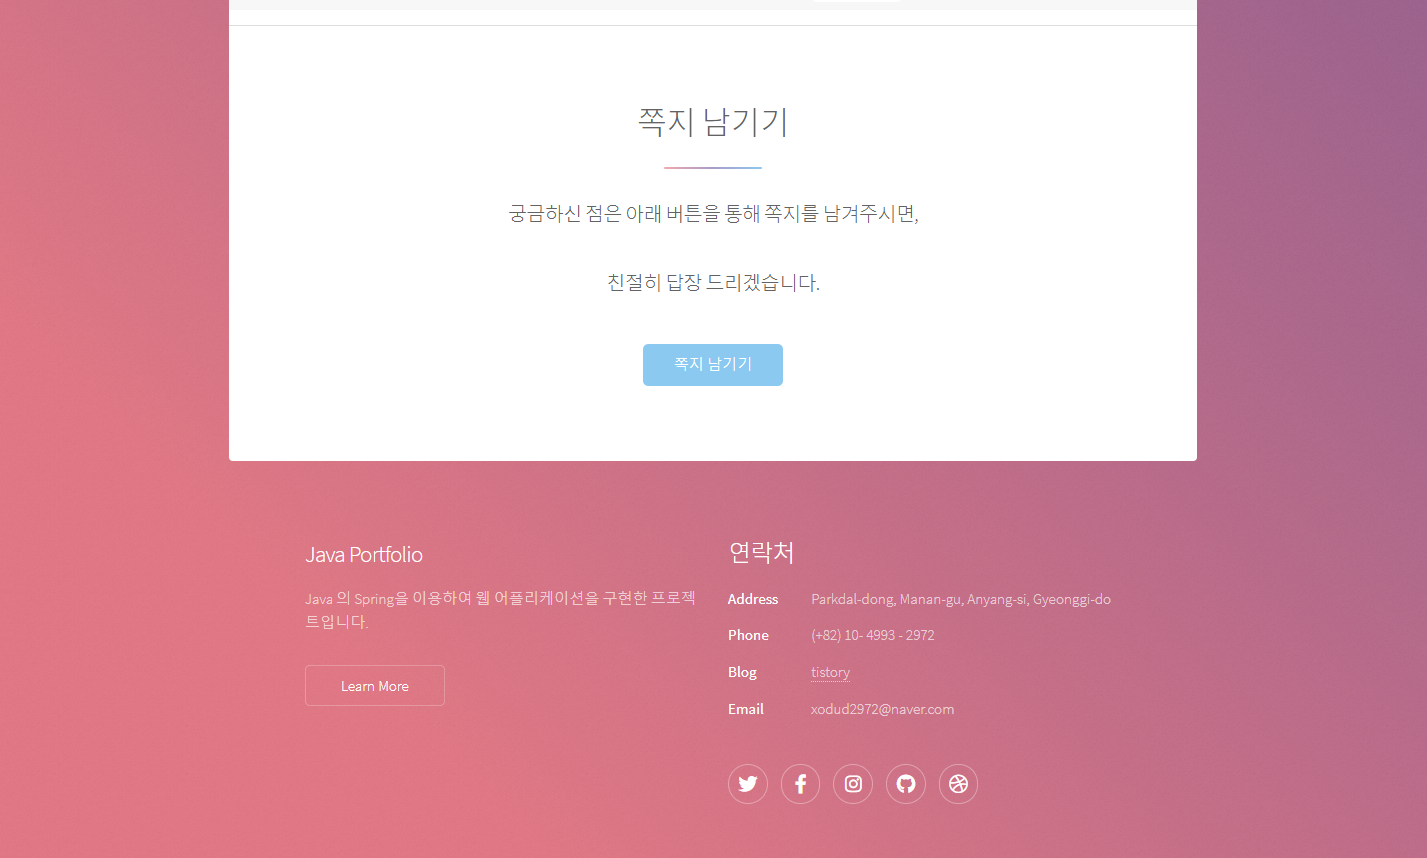 쪽지 남기기
궁금하신 점은 아래 버튼을 통해 쪽지를 남겨주시면,
친절히 답장 드리겠습니다.
쪽지 남기기
Java Portfolio
Java 의 Spring을 이용하여 웹 어플리케이션을 구현한 프로젝
트입니다.
Learn More
연락처
Address Parkdal-dong, Manan-gu, Anyang-si, Gyeonggi-do
Phone (+82) 10- 4993 - 2972
Blog tistory
Email xodud2972@naver.com